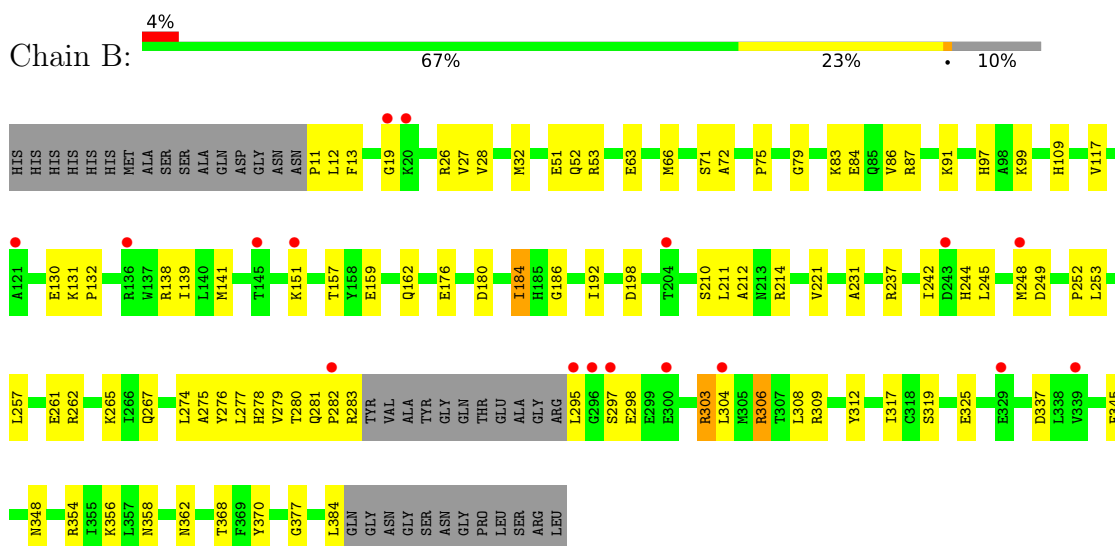 4%
Chain B:
67% 23% • 10%
HIS HIS HIS HIS HIS HIS MET ALA SER SER ALA GLN ASP GLY ASN ASN P11 L12 F13 G19 K20 R26 V27 V28 M32 E51 Q52 R53 E63 M66 S71 A72 P75 G79 K83 E84 Q85 V86 R87 K91 H97 A98 K99 H109 V117
A121 E130 K131 P132 R136 W137 R138 I139 L140 M141 T145 K151 T157 Y158 E159 Q162 E176 D180 I184 H185 G186 I192 D198 T204 S210 L211 A212 N213 R214 V221 A231 R237 I242 D243 H244 L245 M248 D249 P252 L253
L257 E261 R262 K265 I266 Q267 L274 A275 Y276 L277 H278 V279 T280 Q281 P282 R283 TYR VAL ALA TYR GLY GLN THR GLU ALA GLY ARG L295 G296 S297 E298 E299 E300 R303 L304 M305 R306 T307 L308 R309 Y312 I317 C318 S319 E325 E329 D337 L338 V339
N348 R354 I355 K356 L357 N358 N362 T368 F369 Y370 G377 L384 GLN GLY ASN GLY SER ASN GLY PRO LEU SER ARG LEU